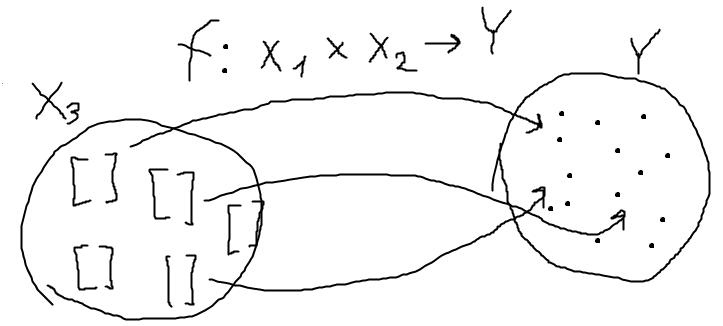 f: X₁ × X₂ → Y
Y
X₃
[ ] [ ] [ ]
[ ] [ ]